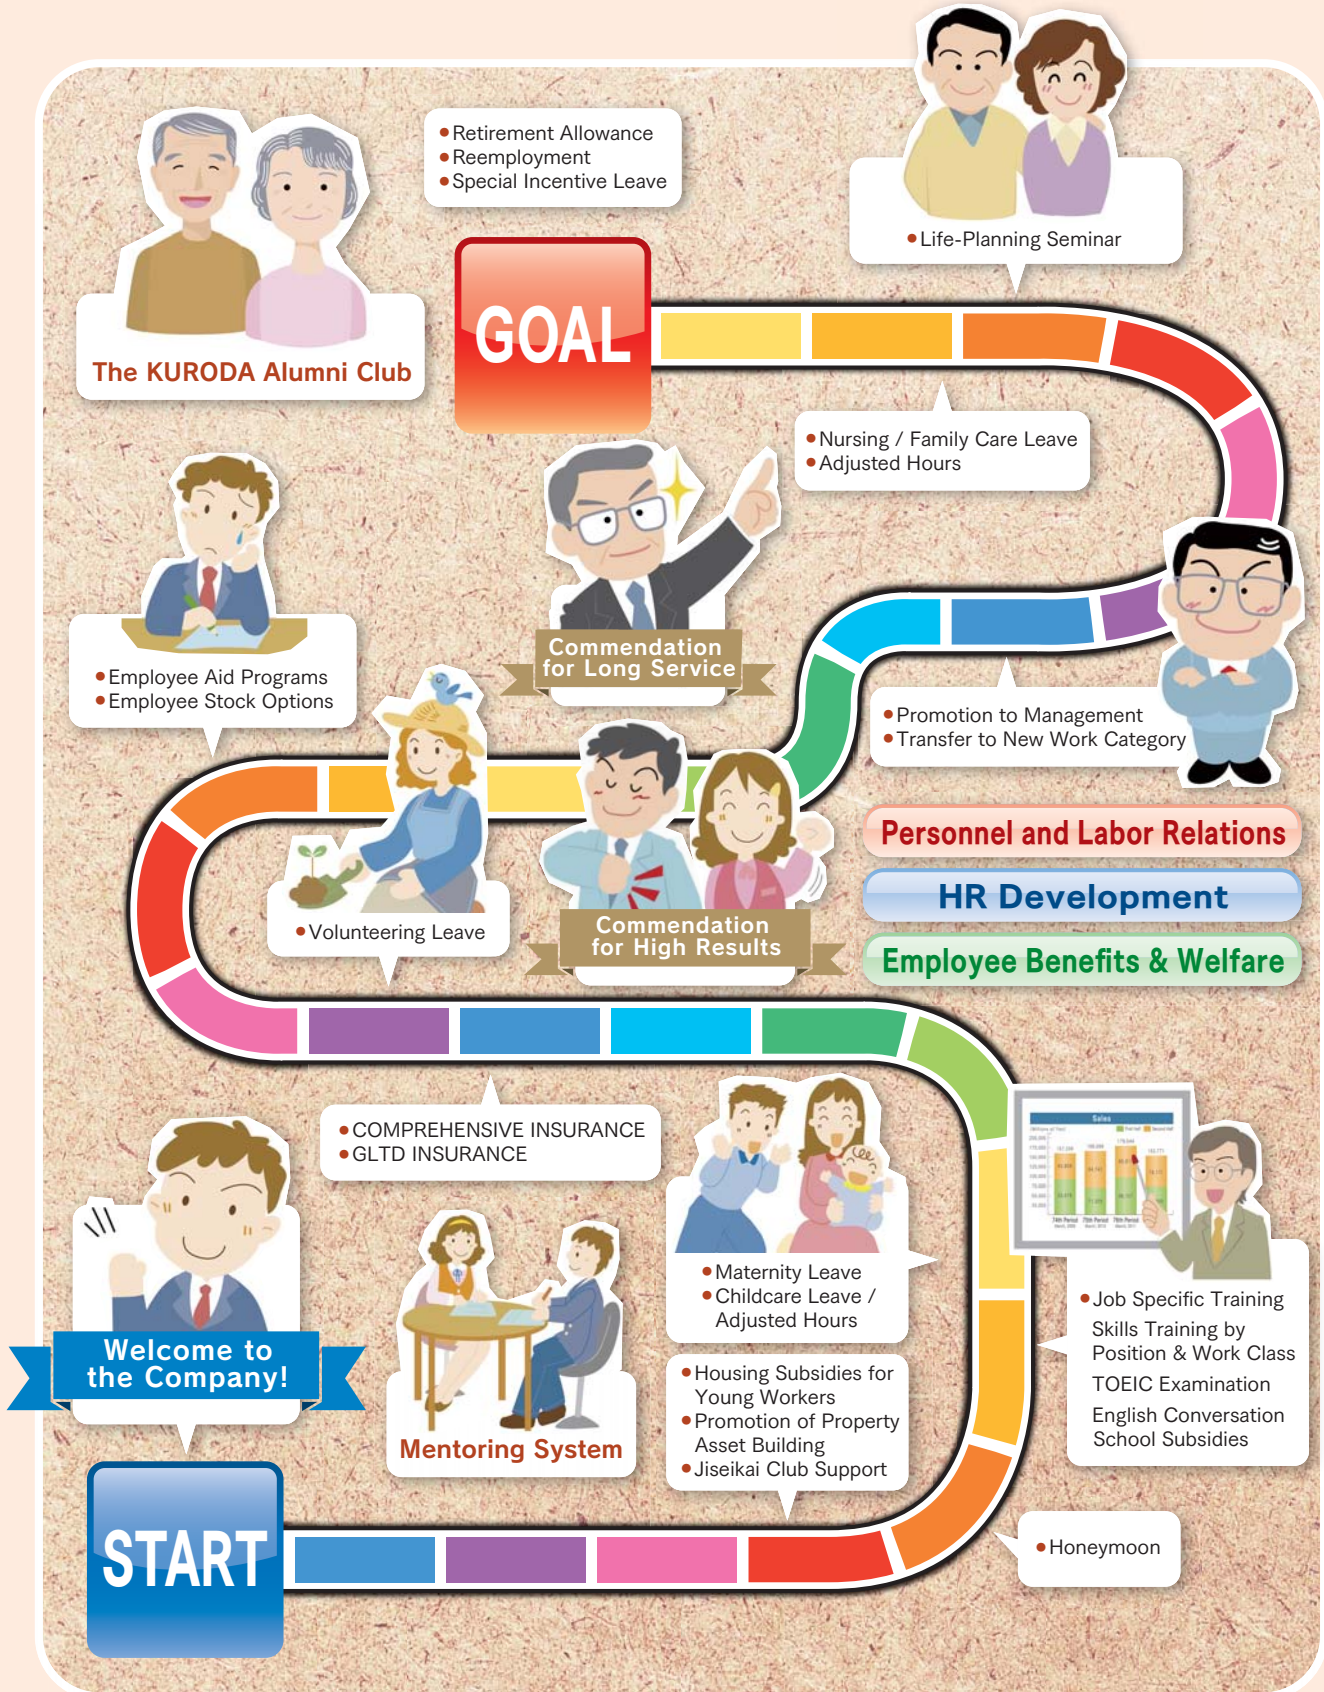 • Retirement Allowance
• Reemployment
• Special Incentive Leave
• Life-Planning Seminar
The KURODA Alumni Club
GOAL
• Nursing / Family Care Leave
• Adjusted Hours
Commendation
for Long Service
• Employee Aid Programs
• Employee Stock Options
• Promotion to Management
• Transfer to New Work Category
Personnel and Labor Relations
HR Development
Employee Benefits & Welfare
• Volunteering Leave
Commendation
for High Results
• COMPREHENSIVE INSURANCE
• GLTD INSURANCE
Sales
• Maternity Leave
• Childcare Leave /
Adjusted Hours
• Job Specific Training
Skills Training by
Position & Work Class
TOEIC Examination
English Conversation
School Subsidies
Welcome to
the Company!
Mentoring System
• Housing Subsidies for
Young Workers
• Promotion of Property
Asset Building
• Jiseikai Club Support
START
• Honeymoon